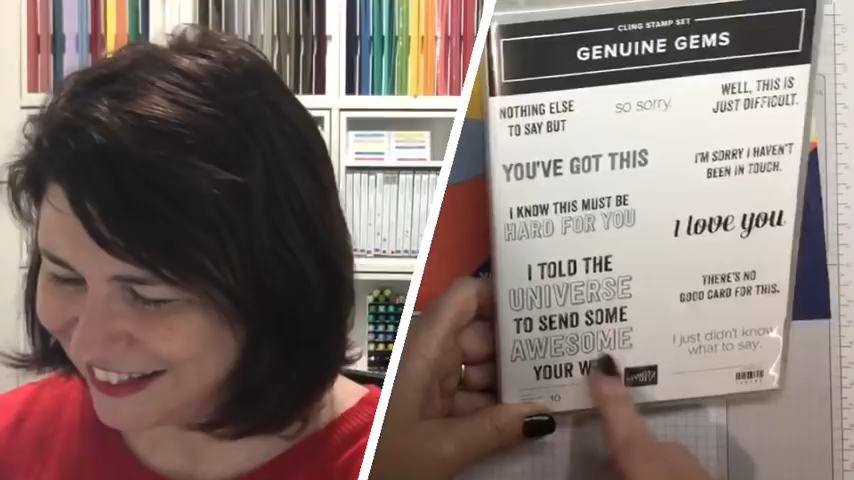 CLING STAMP SET
GENUINE GEMS
NOTHING ELSE
TO SAY BUT
so sorry.
WELL, THIS IS
JUST DIFFICULT.
YOU'VE GOT THIS
I'M SORRY I HAVEN'T
BEEN IN TOUCH.
I KNOW THIS MUST BE
HARD FOR YOU
I love you
I TOLD THE
UNIVERSE
TO SEND SOME
AWESOME
YOUR
THERE'S NO
GOOD CARD FOR THIS.
I just didn't know
what to say.
10